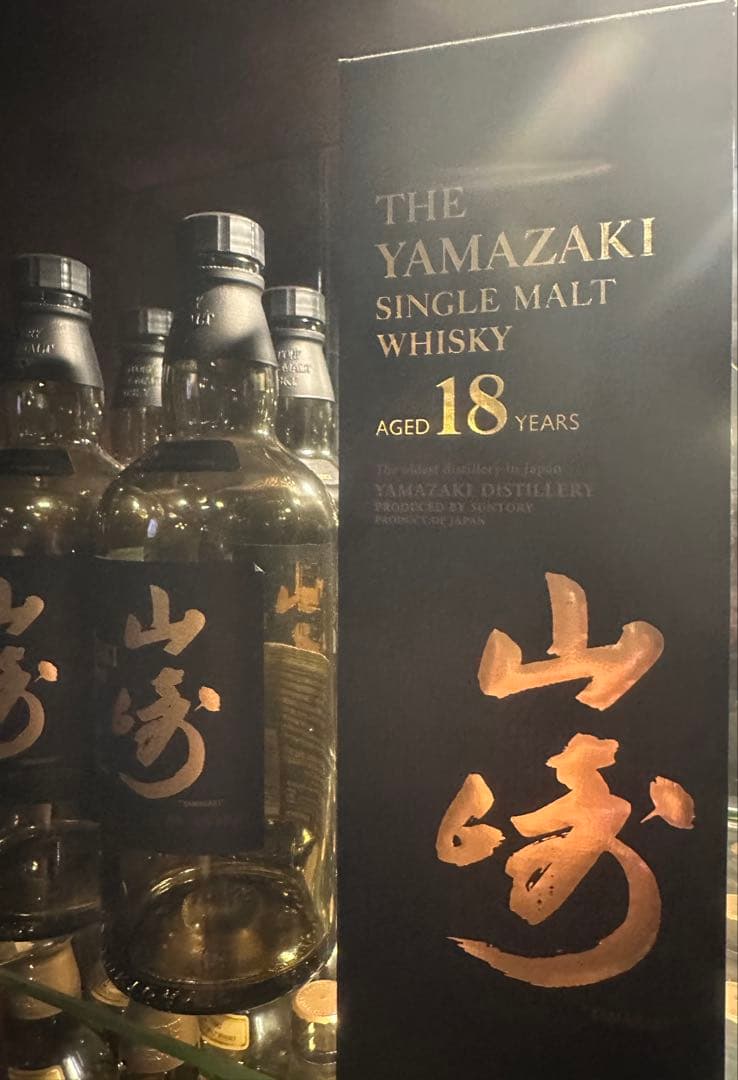 THE
YAMAZAKI
SINGLE MALT
WHISKY
AGED 18 YEARS
The oldest distillery in Japan
YAMAZAKI DISTILLERY
PRODUCED BY SUNTORY
PRODUCT OF JAPAN
山
崎
山
崎
"YAMAZAKI"